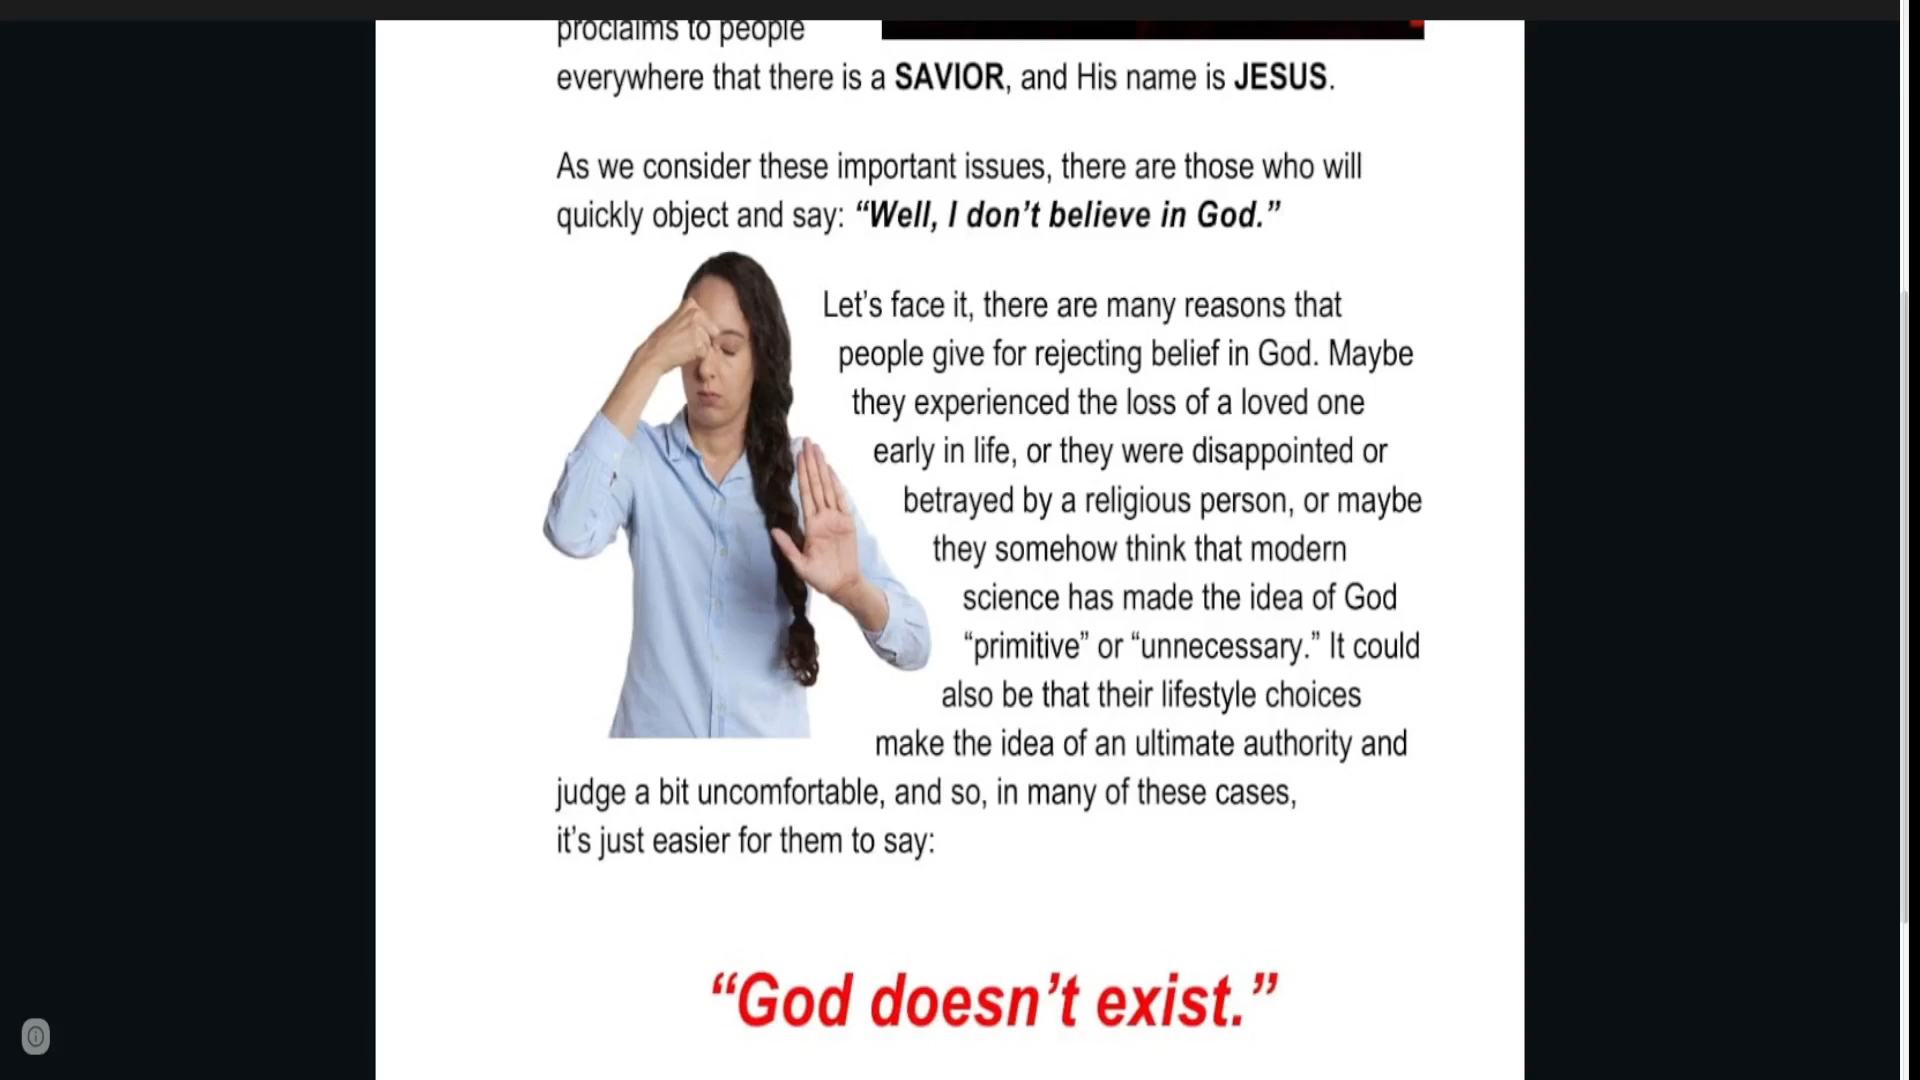 proclaims to people
everywhere that there is a SAVIOR, and His name is JESUS.
As we consider these important issues, there are those who will
quickly object and say: “Well, I don’t believe in God.”
Let’s face it, there are many reasons that
people give for rejecting belief in God. Maybe
they experienced the loss of a loved one
early in life, or they were disappointed or
betrayed by a religious person, or maybe
they somehow think that modern
science has made the idea of God
“primitive” or “unnecessary.” It could
also be that their lifestyle choices
make the idea of an ultimate authority and
judge a bit uncomfortable, and so, in many of these cases,
it’s just easier for them to say:
“God doesn’t exist.”